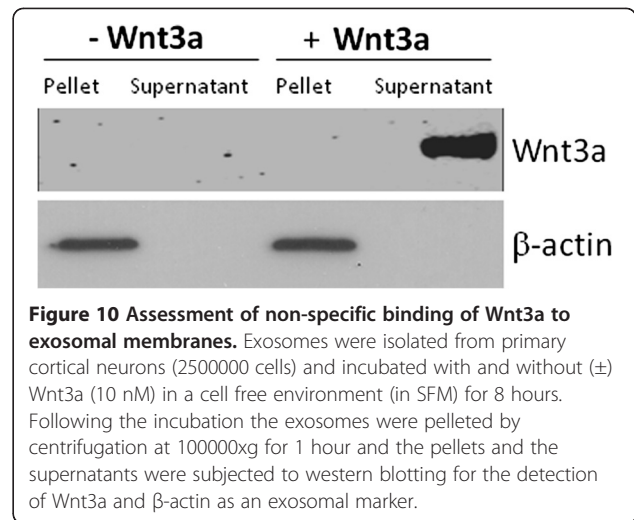 - Wnt3a + Wnt3a
Pellet Supernatant Pellet Supernatant
Wnt3a
β-actin
Figure 10 Assessment of non-specific binding of Wnt3a to
exosomal membranes. Exosomes were isolated from primary
cortical neurons (2500000 cells) and incubated with and without (±)
Wnt3a (10 nM) in a cell free environment (in SFM) for 8 hours.
Following the incubation the exosomes were pelleted by
centrifugation at 100000xg for 1 hour and the pellets and the
supernatants were subjected to western blotting for the detection
of Wnt3a and β-actin as an exosomal marker.